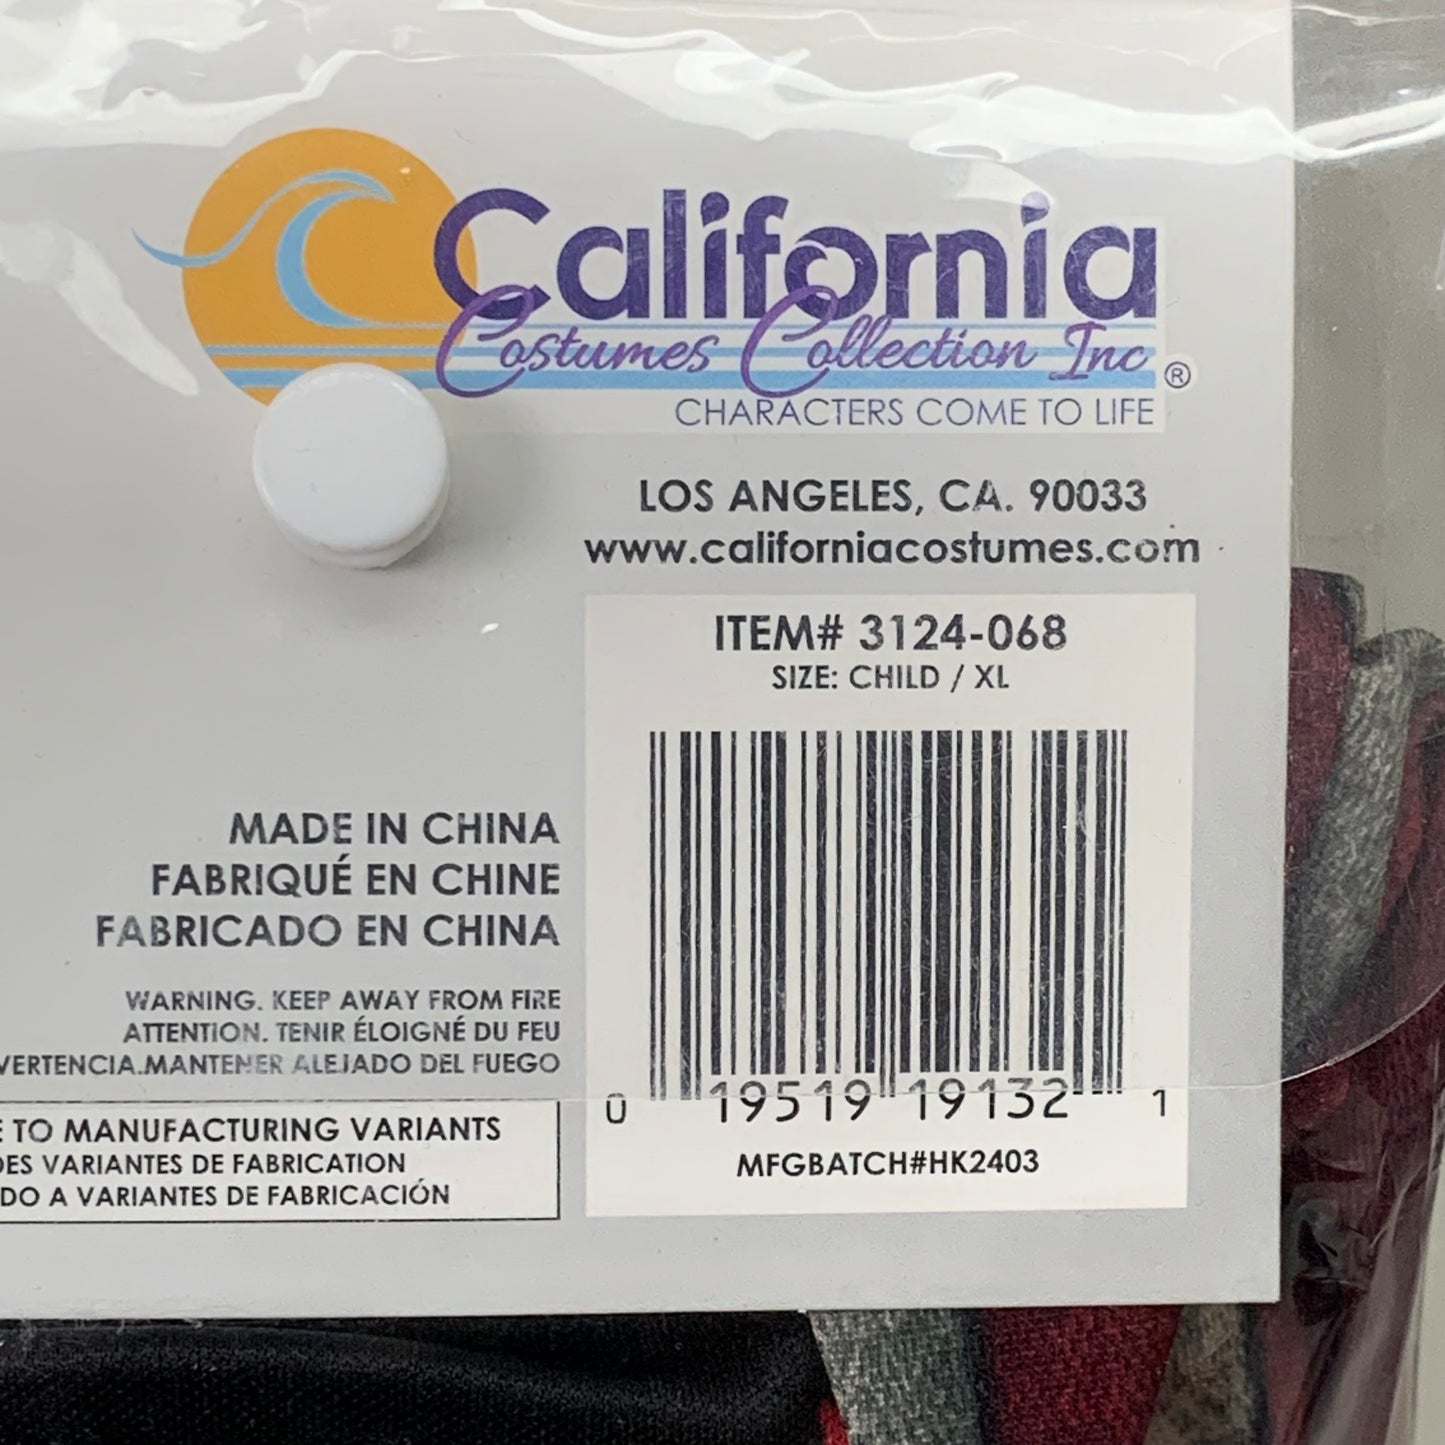 California
Costumes Collection Inc ®
CHARACTERS COME TO LIFE
LOS ANGELES, CA. 90033
www.californiacostumes.com
ITEM# 3124-068
SIZE: CHILD / XL
0 19519 19132 1
MFGBATCH#HK2403
MADE IN CHINA
FABRIQUÉ EN CHINE
FABRICADO EN CHINA
WARNING. KEEP AWAY FROM FIRE
ATTENTION. TENIR ÉLOIGNÉ DU FEU
VERTENCIA.MANTENER ALEJADO DEL FUEGO
E TO MANUFACTURING VARIANTS
DES VARIANTES DE FABRICATION
DO A VARIANTES DE FABRICACIÓN